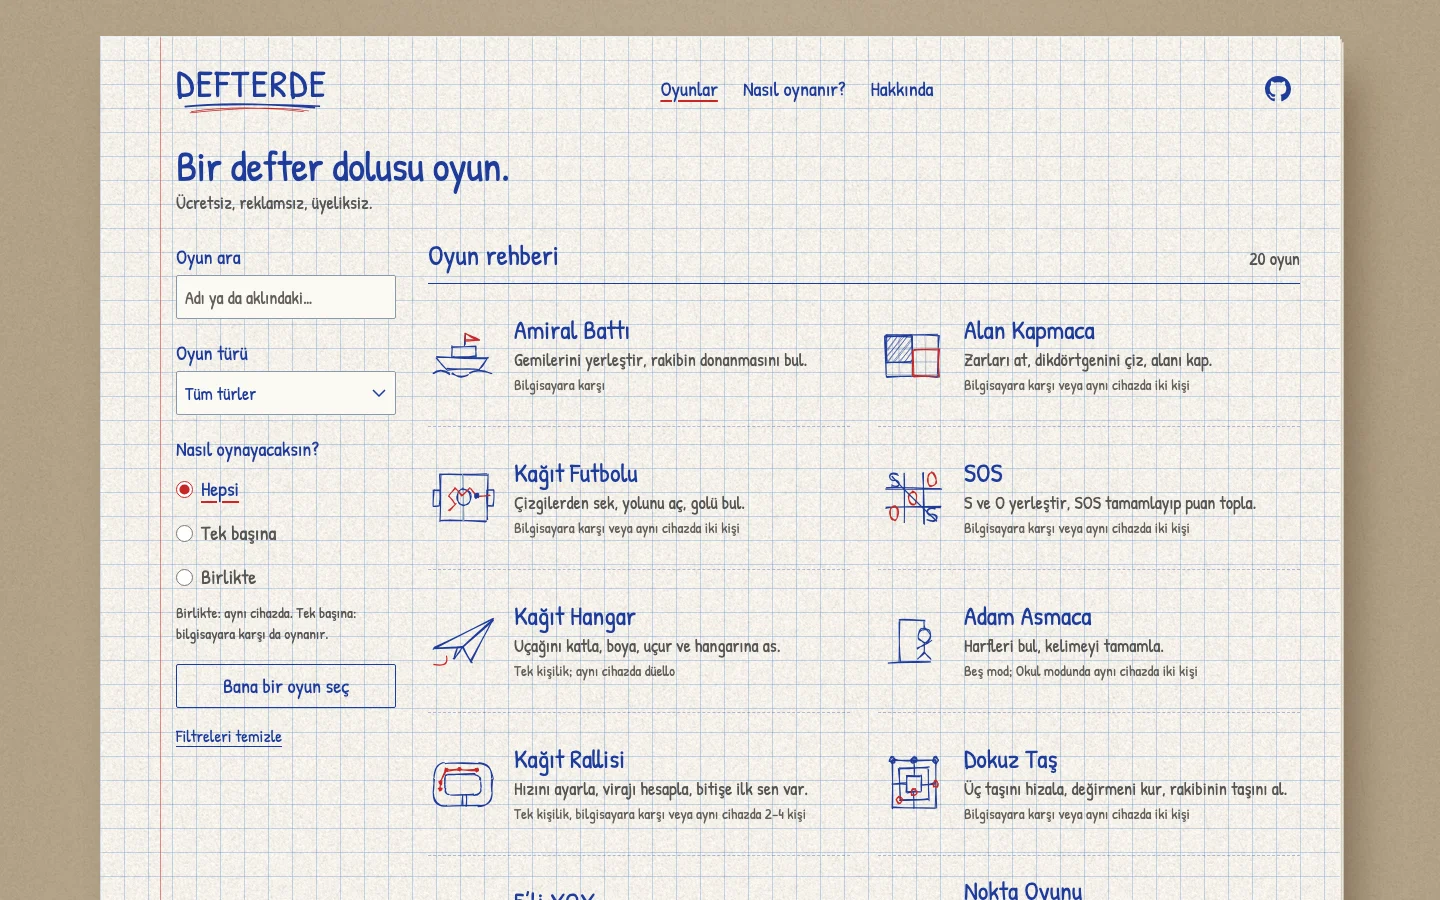 DEFTERDE
Oyunlar
Nasıl oynanır?
Hakkında
Bir defter dolusu oyun.
Ücretsiz, reklamsız, üyeliksiz.
Oyun ara
Adı ya da aklındaki...
Oyun türü
Tüm türler
Nasıl oynayacaksın?
Hepsi
Tek başına
Birlikte
Birlikte: aynı cihazda. Tek başına:
bilgisayara karşı da oynanır.
Bana bir oyun seç
Filtreleri temizle
Oyun rehberi
20 oyun
Amiral Battı
Gemilerini yerleştir, rakibin donanmasını bul.
Bilgisayara karşı
Alan Kapmaca
Zarları at, dikdörtgenini çiz, alanı kap.
Bilgisayara karşı veya aynı cihazda iki kişi
Kağıt Futbolu
Çizgilerden sek, yolunu aç, golü bul.
Bilgisayara karşı veya aynı cihazda iki kişi
S O O O S
SOS
S ve O yerleştir, SOS tamamlayıp puan topla.
Bilgisayara karşı veya aynı cihazda iki kişi
Kağıt Hangar
Uçağını katla, boya, uçur ve hangarına as.
Tek kişilik; aynı cihazda düello
Adam Asmaca
Harfleri bul, kelimeyi tamamla.
Beş mod; Okul modunda aynı cihazda iki kişi
Kağıt Rallisi
Hızını ayarla, virajı hesapla, bitişe ilk sen var.
Tek kişilik, bilgisayara karşı veya aynı cihazda 2–4 kişi
Dokuz Taş
Üç taşını hizala, değirmeni kur, rakibinin taşını al.
Bilgisayara karşı veya aynı cihazda iki kişi
5'li XOX
Nokta Oyunu